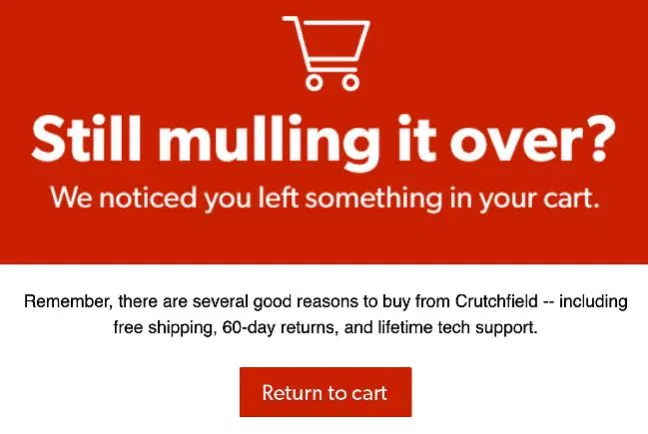 Still mulling it over?
We noticed you left something in your cart.
Remember, there are several good reasons to buy from Crutchfield -- including
free shipping, 60-day returns, and lifetime tech support.
Return to cart